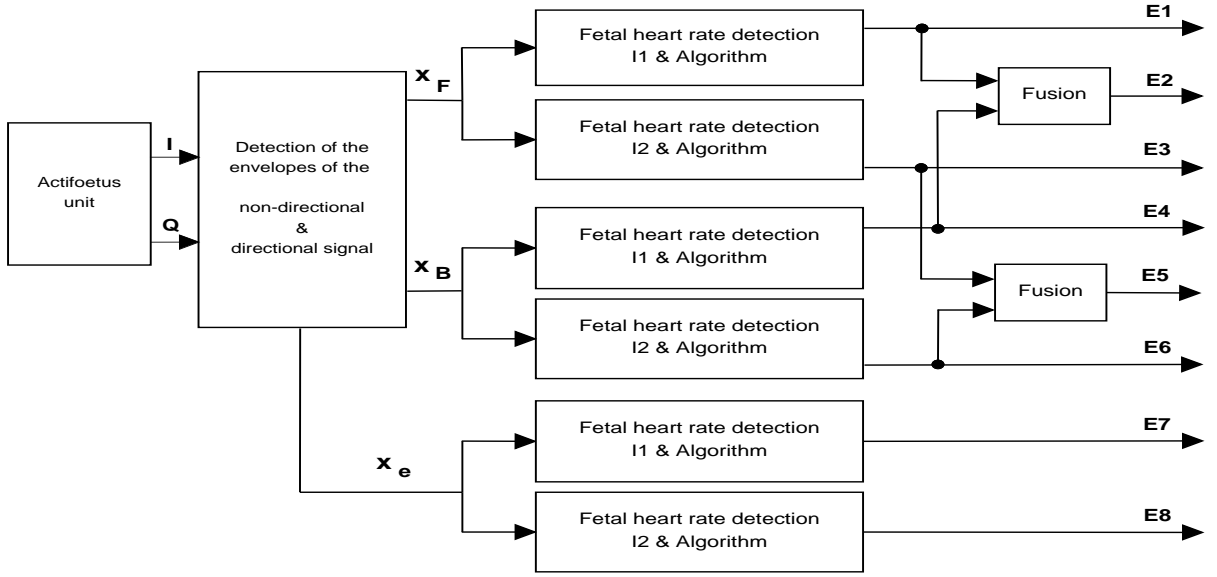 Actifoetus
unit
I
Q
Detection of the
envelopes of the
non-directional
&
directional signal
x F
x B
x e
Fetal heart rate detection
I1 & Algorithm
Fetal heart rate detection
I2 & Algorithm
Fetal heart rate detection
I1 & Algorithm
Fetal heart rate detection
I2 & Algorithm
Fetal heart rate detection
I1 & Algorithm
Fetal heart rate detection
I2 & Algorithm
Fusion
Fusion
E1
E2
E3
E4
E5
E6
E7
E8